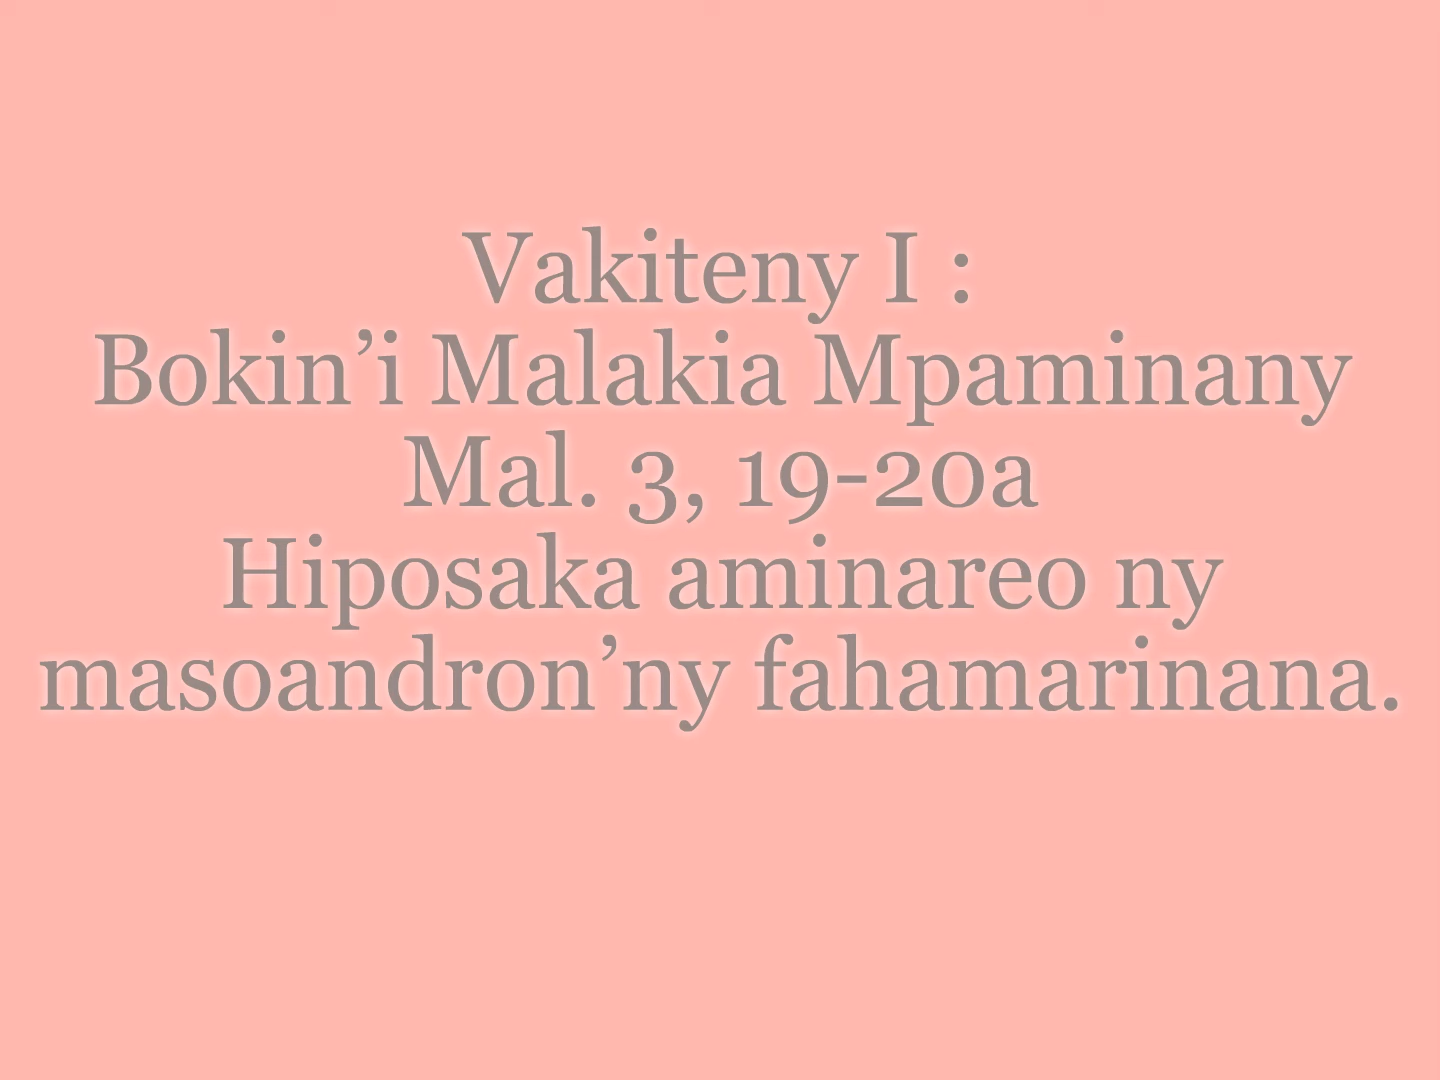 Vakiteny I :
Bokin’i Malakia Mpaminany
Mal. 3, 19-20a
Hiposaka aminareo ny
masoandron’ny fahamarinana.